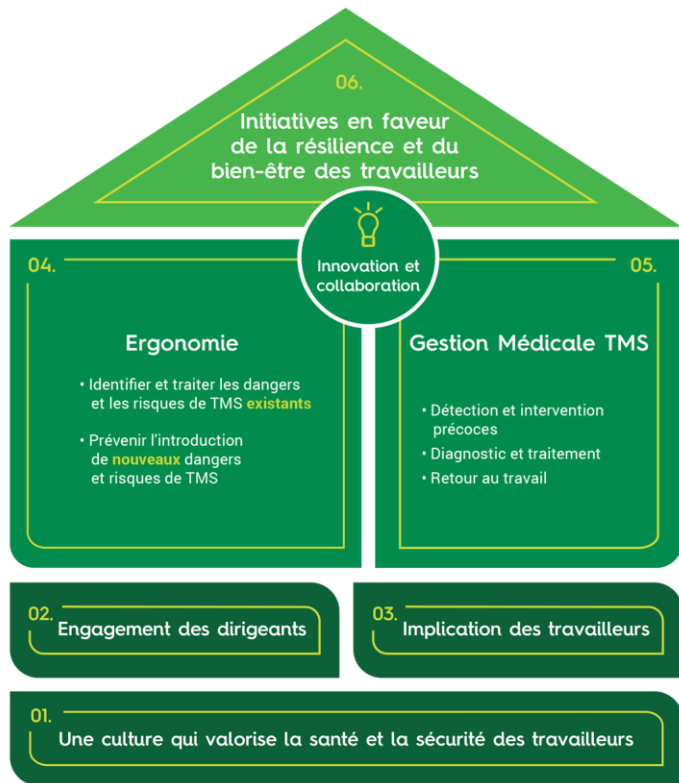 06.
Initiatives en faveur
de la résilience et du
bien-être des travailleurs
Innovation et
collaboration
04.
Ergonomie
• Identifier et traiter les dangers
et les risques de TMS existants
• Prévenir l'introduction
de nouveaux dangers
et risques de TMS
05.
Gestion Médicale TMS
• Détection et intervention
précoces
• Diagnostic et traitement
• Retour au travail
02.
Engagement des dirigeants
03.
Implication des travailleurs
01.
Une culture qui valorise la santé et la sécurité des travailleurs